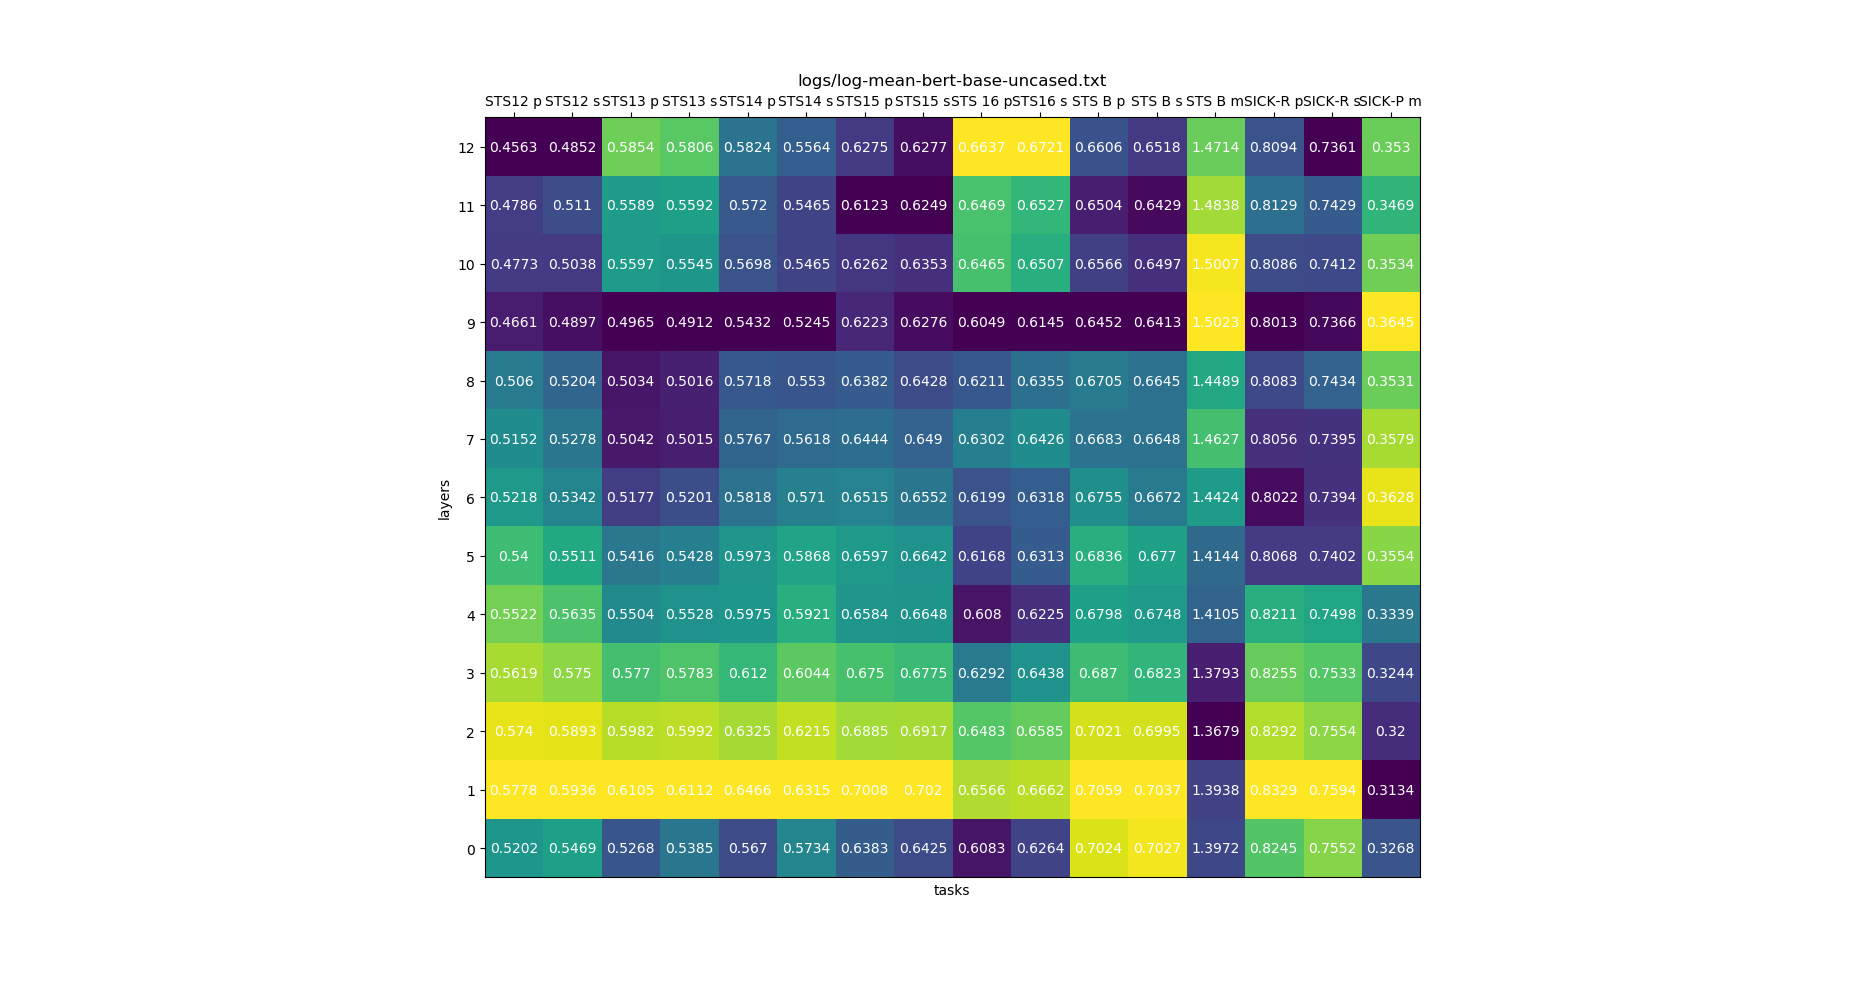 logs/log-mean-bert-base-uncased.txt
STS12 p STS12 s STS13 p STS13 s STS14 p STS14 s STS15 p STS15 s STS 16 p STS16 s STS B p STS B s STS B m SICK-R p SICK-R s SICK-P m
12 0.4563 0.4852 0.5854 0.5806 0.5824 0.5564 0.6275 0.6277 0.6637 0.6721 0.6606 0.6518 1.4714 0.8094 0.7361 0.353
11 0.4786 0.511 0.5589 0.5592 0.572 0.5465 0.6123 0.6249 0.6469 0.6527 0.6504 0.6429 1.4838 0.8129 0.7429 0.3469
10 0.4773 0.5038 0.5597 0.5545 0.5698 0.5465 0.6262 0.6353 0.6465 0.6507 0.6566 0.6497 1.5007 0.8086 0.7412 0.3534
9 0.4661 0.4897 0.4965 0.4912 0.5432 0.5245 0.6223 0.6276 0.6049 0.6145 0.6452 0.6413 1.5023 0.8013 0.7366 0.3645
8 0.506 0.5204 0.5034 0.5016 0.5718 0.553 0.6382 0.6428 0.6211 0.6355 0.6705 0.6645 1.4489 0.8083 0.7434 0.3531
7 0.5152 0.5278 0.5042 0.5015 0.5767 0.5618 0.6444 0.649 0.6302 0.6426 0.6683 0.6648 1.4627 0.8056 0.7395 0.3579
6 0.5218 0.5342 0.5177 0.5201 0.5818 0.571 0.6515 0.6552 0.6199 0.6318 0.6755 0.6672 1.4424 0.8022 0.7394 0.3628
layers
5 0.54 0.5511 0.5416 0.5428 0.5973 0.5868 0.6597 0.6642 0.6168 0.6313 0.6836 0.677 1.4144 0.8068 0.7402 0.3554
4 0.5522 0.5635 0.5504 0.5528 0.5975 0.5921 0.6584 0.6648 0.608 0.6225 0.6798 0.6748 1.4105 0.8211 0.7498 0.3339
3 0.5619 0.575 0.577 0.5783 0.612 0.6044 0.675 0.6775 0.6292 0.6438 0.687 0.6823 1.3793 0.8255 0.7533 0.3244
2 0.574 0.5893 0.5982 0.5992 0.6325 0.6215 0.6885 0.6917 0.6483 0.6585 0.7021 0.6995 1.3679 0.8292 0.7554 0.32
1 0.5778 0.5936 0.6105 0.6112 0.6466 0.6315 0.7008 0.702 0.6566 0.6662 0.7059 0.7037 1.3938 0.8329 0.7594 0.3134
0 0.5202 0.5469 0.5268 0.5385 0.567 0.5734 0.6383 0.6425 0.6083 0.6264 0.7024 0.7027 1.3972 0.8245 0.7552 0.3268
tasks